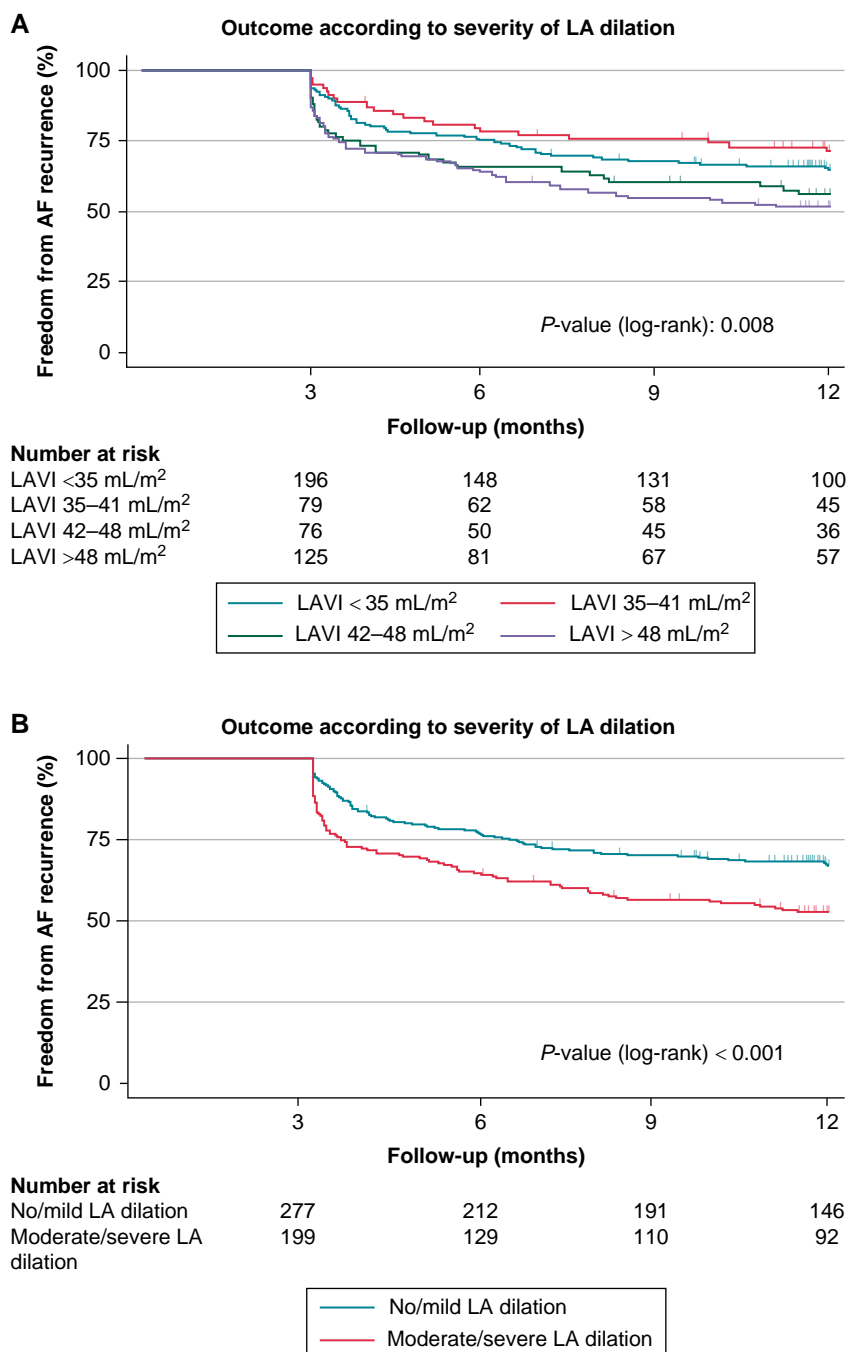 A
Outcome according to severity of LA dilation
Freedom from AF recurrence (%)
100
75
50
25
0
P-value (log-rank): 0.008
3 6 9 12
Follow-up (months)
Number at risk
LAVI <35 mL/m² 196 148 131 100
LAVI 35–41 mL/m² 79 62 58 45
LAVI 42–48 mL/m² 76 50 45 36
LAVI >48 mL/m² 125 81 67 57
LAVI < 35 mL/m² LAVI 35–41 mL/m²
LAVI 42–48 mL/m² LAVI > 48 mL/m²
B
Outcome according to severity of LA dilation
Freedom from AF recurrence (%)
100
75
50
25
0
P-value (log-rank) < 0.001
3 6 9 12
Follow-up (months)
Number at risk
No/mild LA dilation 277 212 191 146
Moderate/severe LA 199 129 110 92
dilation
No/mild LA dilation
Moderate/severe LA dilation